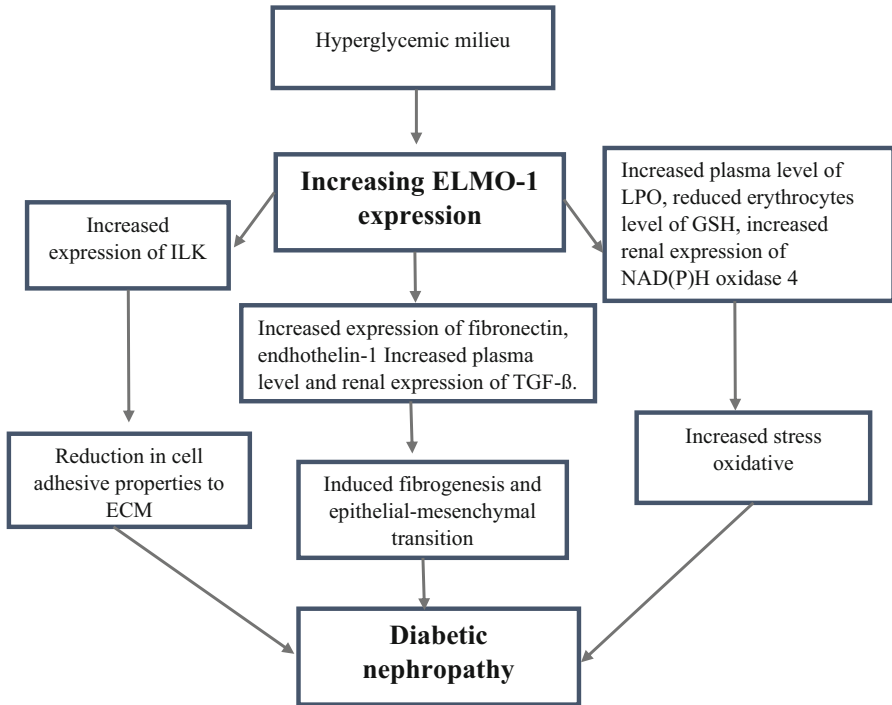 Hyperglycemic milieu
Increasing ELMO-1
expression
Increased plasma level of
LPO, reduced erythrocytes
level of GSH, increased
renal expression of
NAD(P)H oxidase 4
Increased
expression of ILK
Increased expression of fibronectin,
endhothelin-1 Increased plasma
level and renal expression of TGF-ß.
Reduction in cell
adhesive properties to
ECM
Induced fibrogenesis and
epithelial-mesenchymal
transition
Increased stress
oxidative
Diabetic
nephropathy